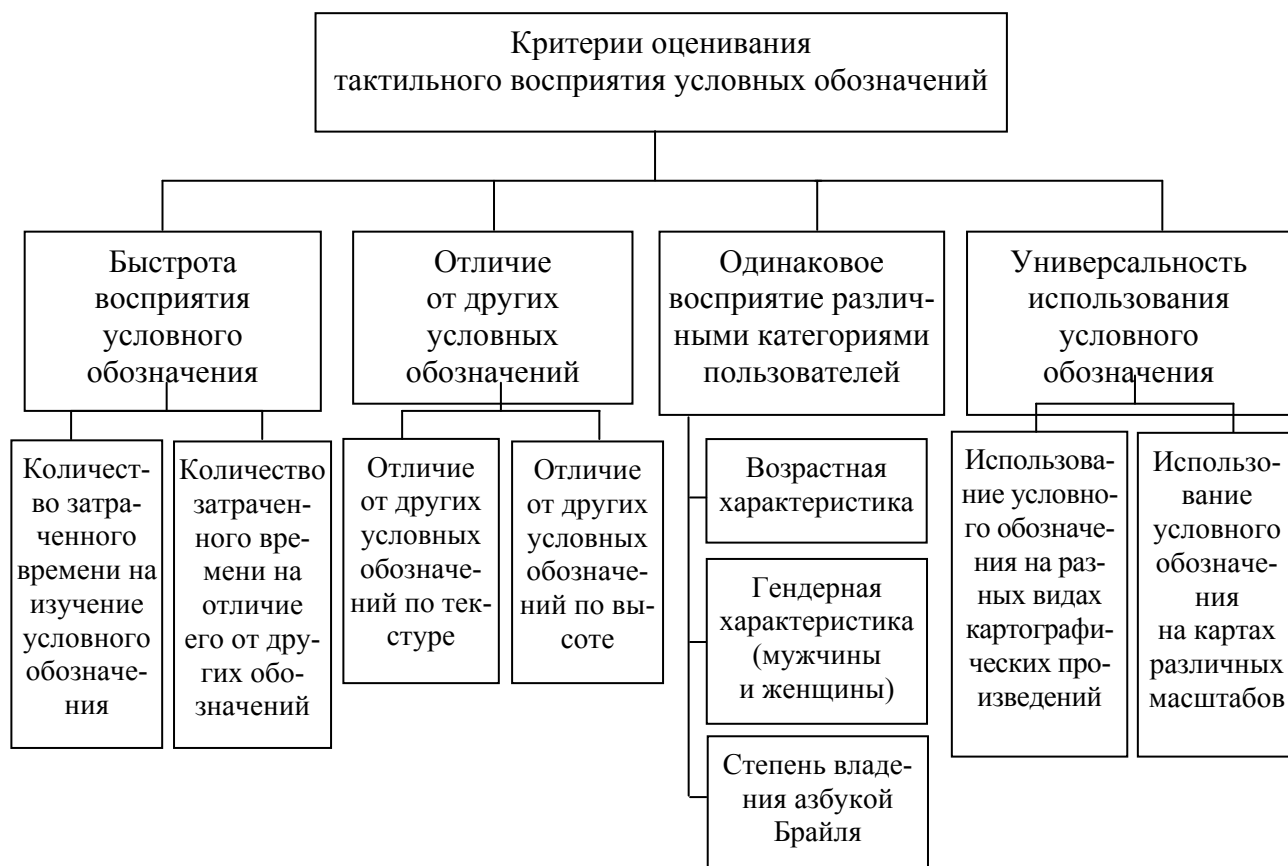 Критерии оценивания
тактильного восприятия условных обозначений
Быстрота
восприятия
условного
обозначения
Отличие
от других
условных
обозначений
Одинаковое
восприятие различ-
ными категориями
пользователей
Универсальность
использования
условного
обозначения
Количест-
во затра-
ченного
времени на
изучение
условного
обозначе-
ния
Количество
затрачен-
ного вре-
мени на
отличие
его от дру-
гих обо-
значений
Отличие
от других
условных
обозначе-
ний по тек-
стуре
Отличие
от других
условных
обозначе-
ний по вы-
соте
Возрастная
характеристика
Гендерная
характеристика
(мужчины
и женщины)
Степень владе-
ния азбукой
Брайля
Использова-
ние условно-
го обозначе-
ния на раз-
ных видах
картографи-
ческих про-
изведений
Использо-
вание
условного
обозначе-
ния
на картах
различных
масштабов